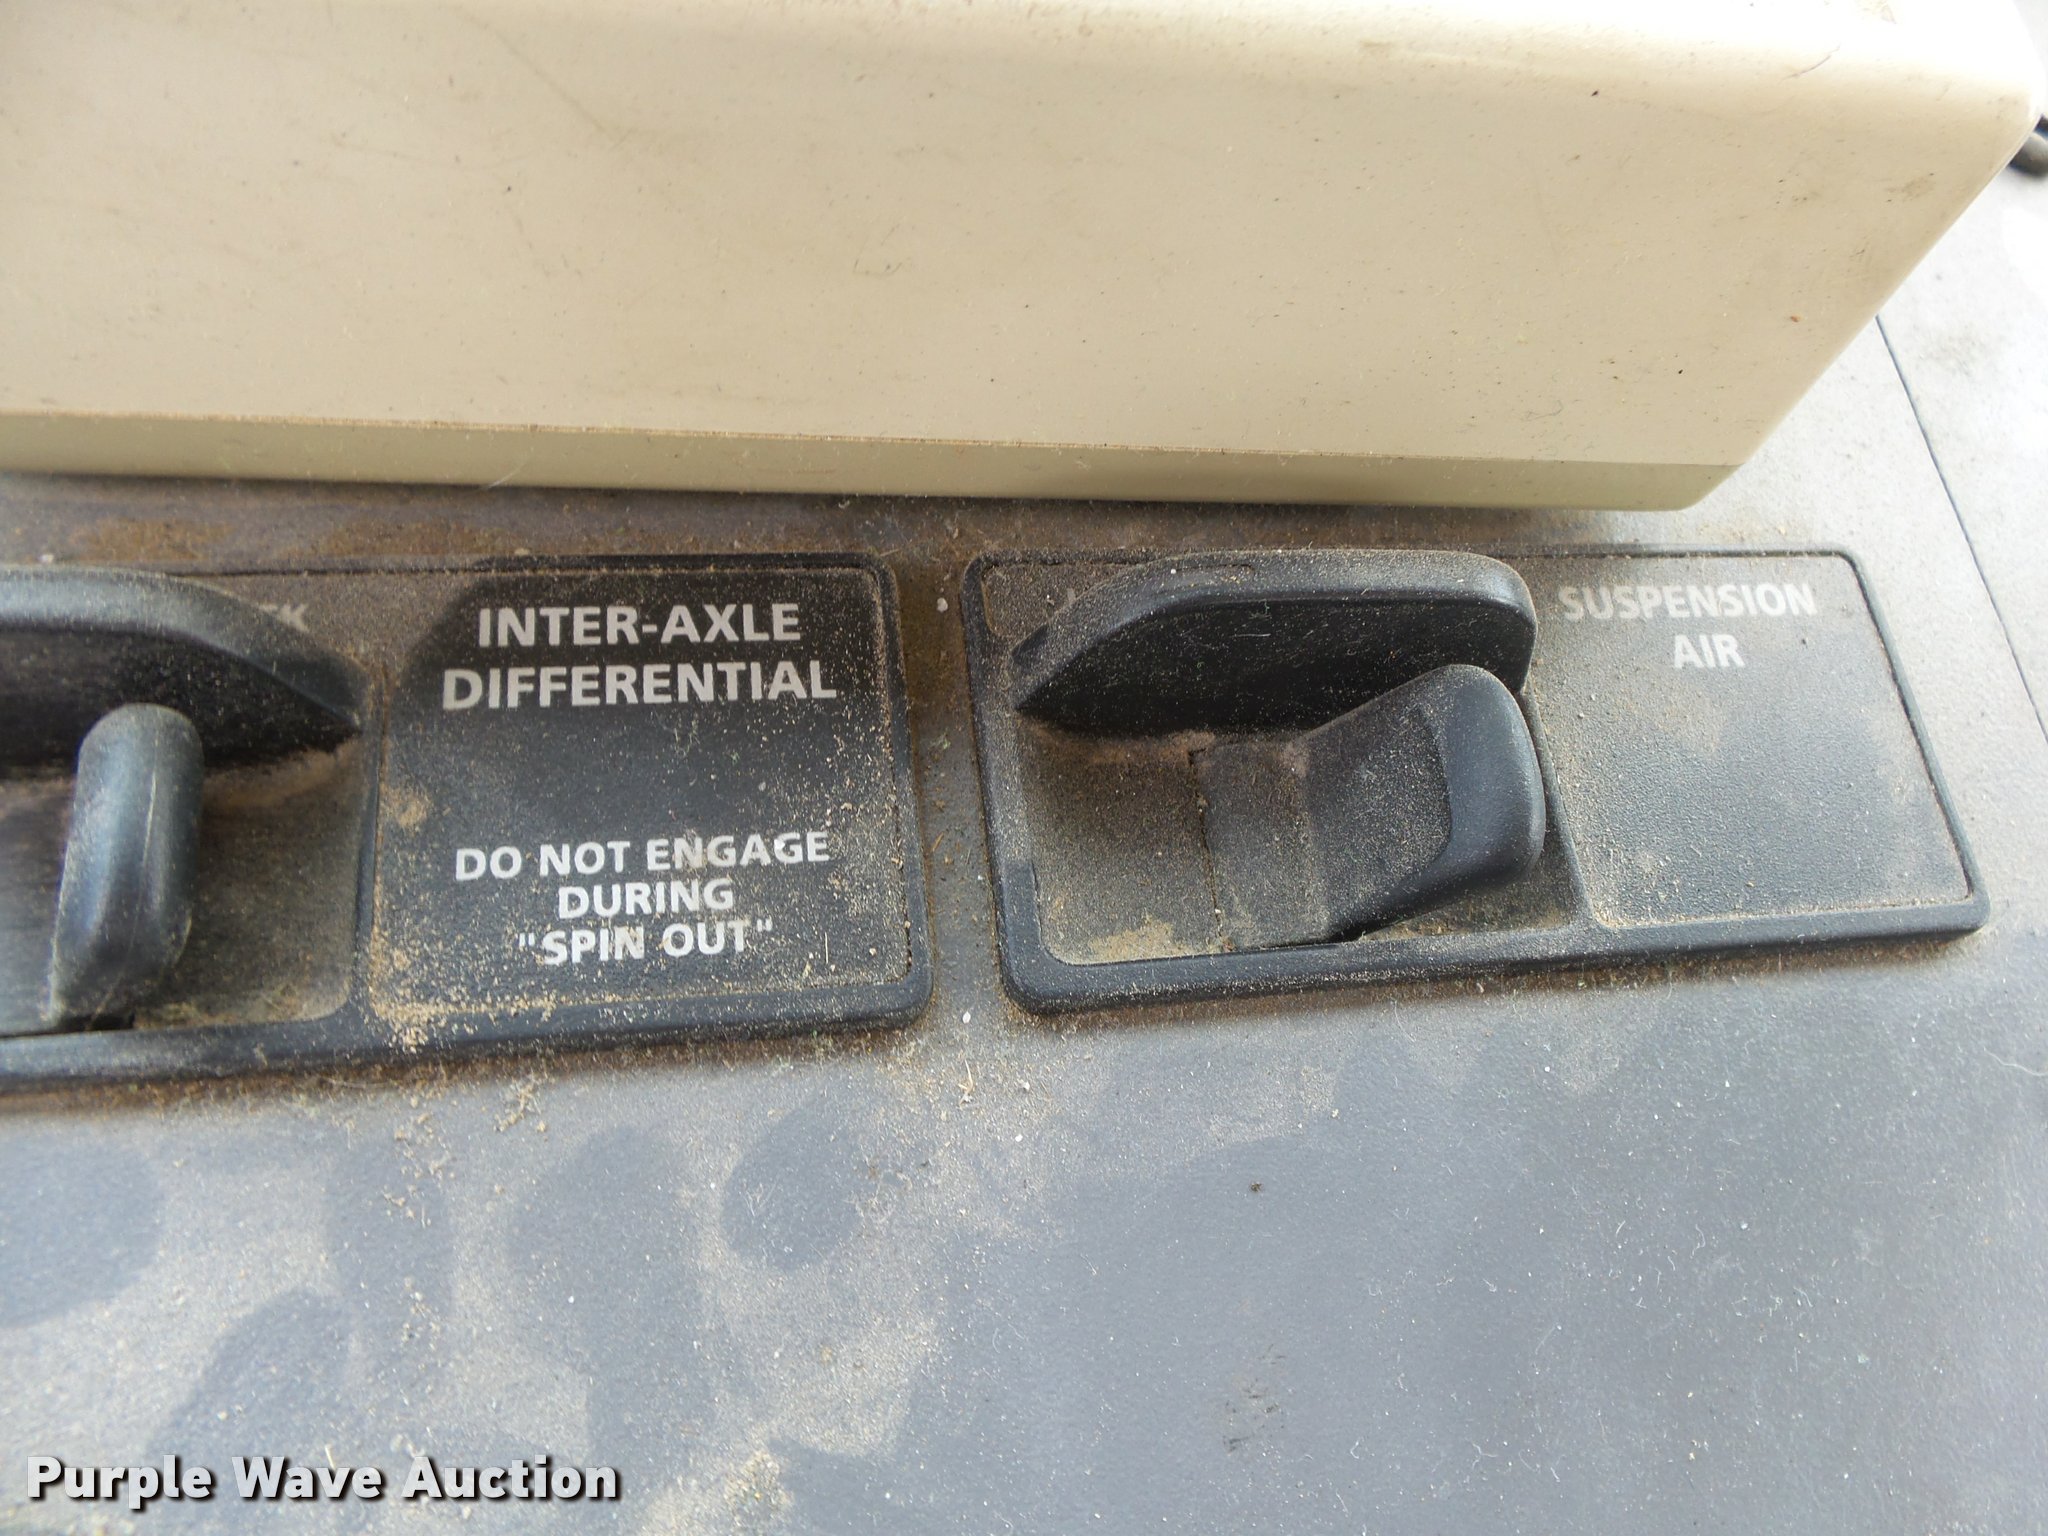 INTER-AXLE
DIFFERENTIAL
DO NOT ENGAGE
DURING
"SPIN OUT"
SUSPENSION
AIR
Purple Wave Auction